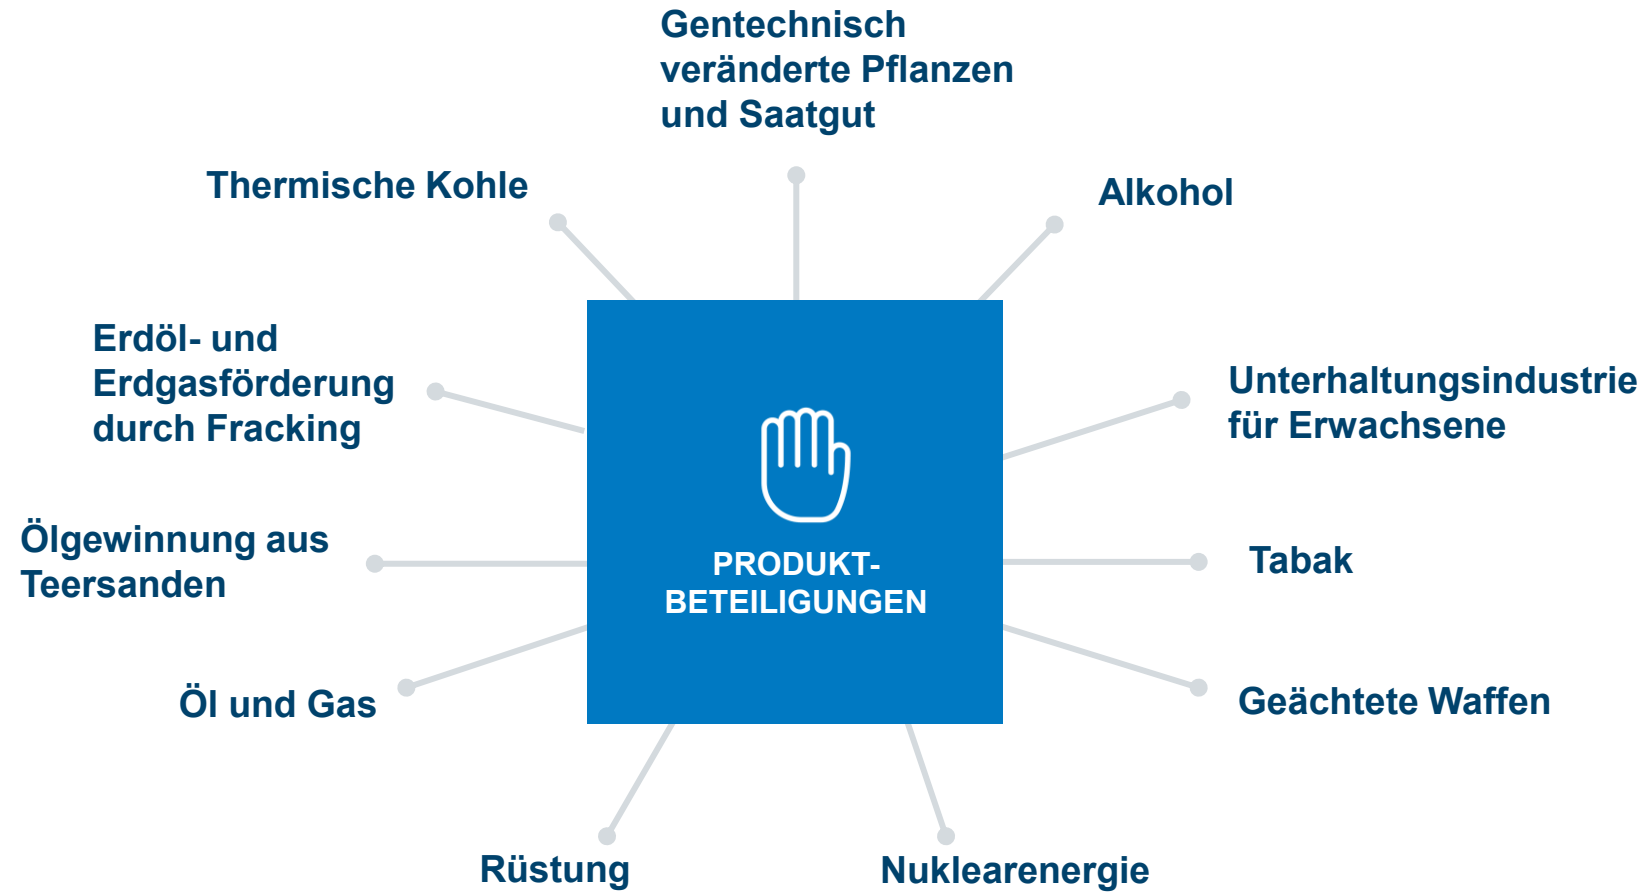 Gentechnisch
veränderte Pflanzen
und Saatgut
Thermische Kohle
Alkohol
Erdöl- und
Erdgasförderung
durch Fracking
Unterhaltungsindustrie
für Erwachsene
Ölgewinnung aus
Teersanden
PRODUKT-
BETEILIGUNGEN
Tabak
Öl und Gas
Geächtete Waffen
Rüstung
Nuklearenergie